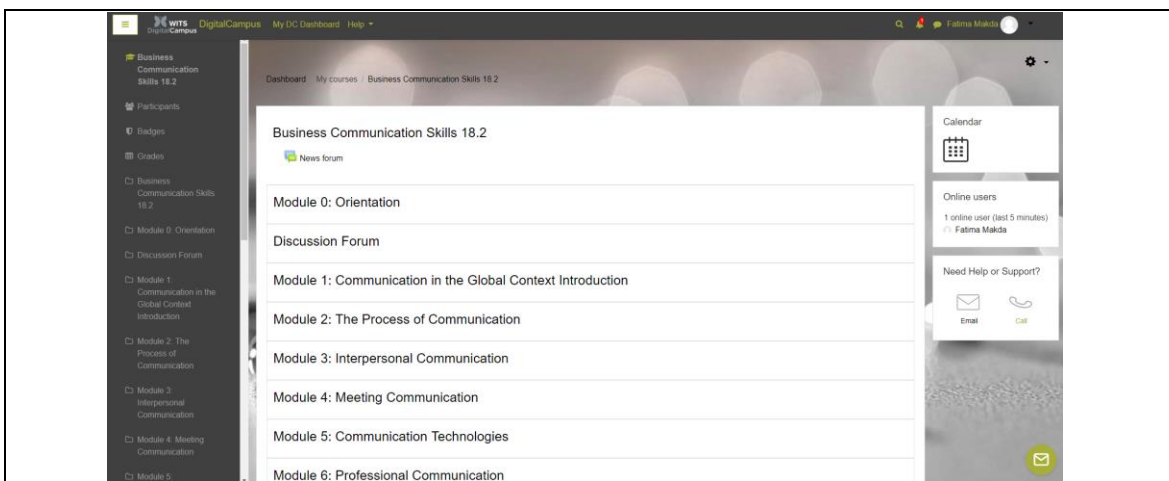 WITS
DigitalCampus
DigitalCampus My DC Dashboard Help
Fatima Makda
Business
Communication
Skills 18.2
Participants
Badges
Grades
Business
Communication Skills
18.2
Module 0: Orientation
Discussion Forum
Module 1:
Communication in the
Global Context
Introduction
Module 2: The
Process of
Communication
Module 3:
Interpersonal
Communication
Module 4: Meeting
Communication
Module 5:
Dashboard My courses / Business Communication Skills 18.2
Business Communication Skills 18.2
News forum
Module 0: Orientation
Discussion Forum
Module 1: Communication in the Global Context Introduction
Module 2: The Process of Communication
Module 3: Interpersonal Communication
Module 4: Meeting Communication
Module 5: Communication Technologies
Module 6: Professional Communication
Calendar
Online users
1 online user (last 5 minutes)
Fatima Makda
Need Help or Support?
Email Call